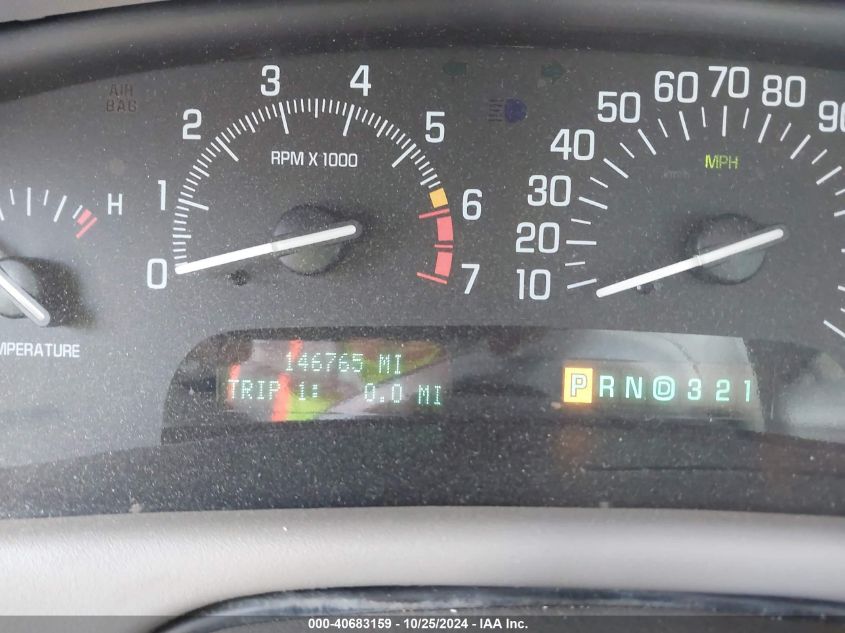 AIR
BAG
0 1 2 3 4 5 6 7
RPM X 1000
H
TEMPERATURE
10 20 30 40 50 60 70 80 90
MPH
km/h
146765 MI
TRIP 1: 0.0 MI
P R N D 3 2 1
000-40683159 - 10/25/2024 - IAA Inc.